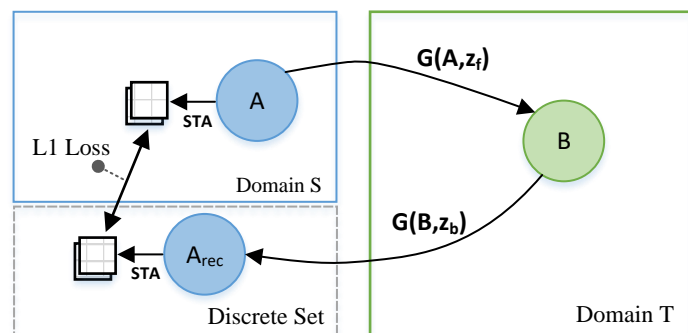 G(A,z_f)
A
STA
B
L1 Loss
Domain S
G(B,z_b)
A_rec
STA
Discrete Set
Domain T